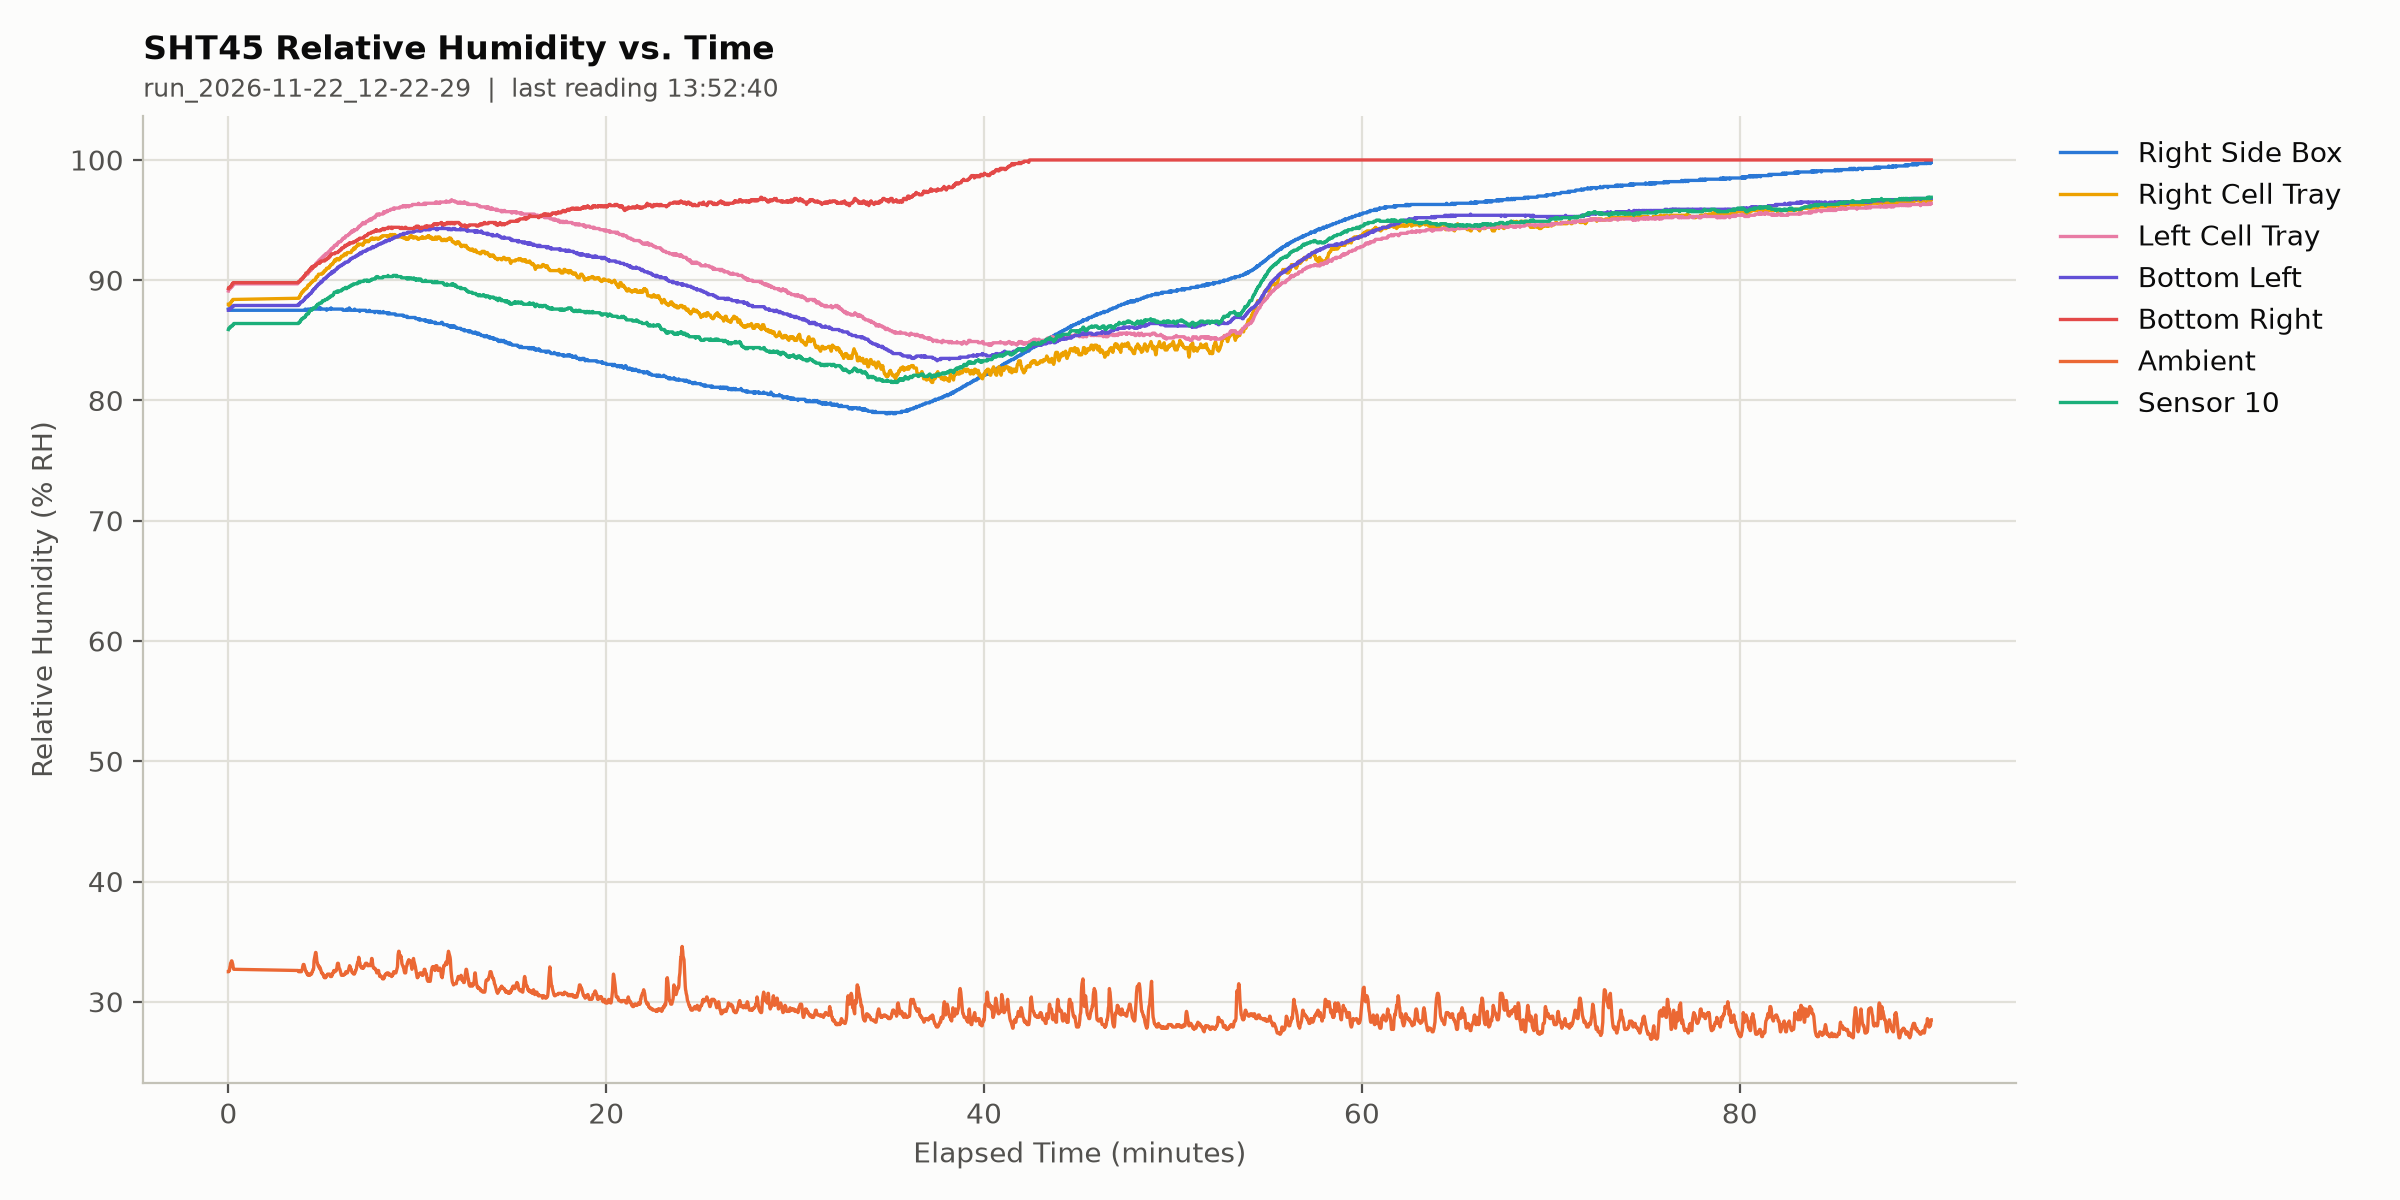 SHT45 Relative Humidity vs. Time
run_2026-11-22_12-22-29  |  last reading 13:52:40
Relative Humidity (% RH)
100
90
80
70
60
50
40
30
0
20
40
60
80
Elapsed Time (minutes)
Right Side Box
Right Cell Tray
Left Cell Tray
Bottom Left
Bottom Right
Ambient
Sensor 10